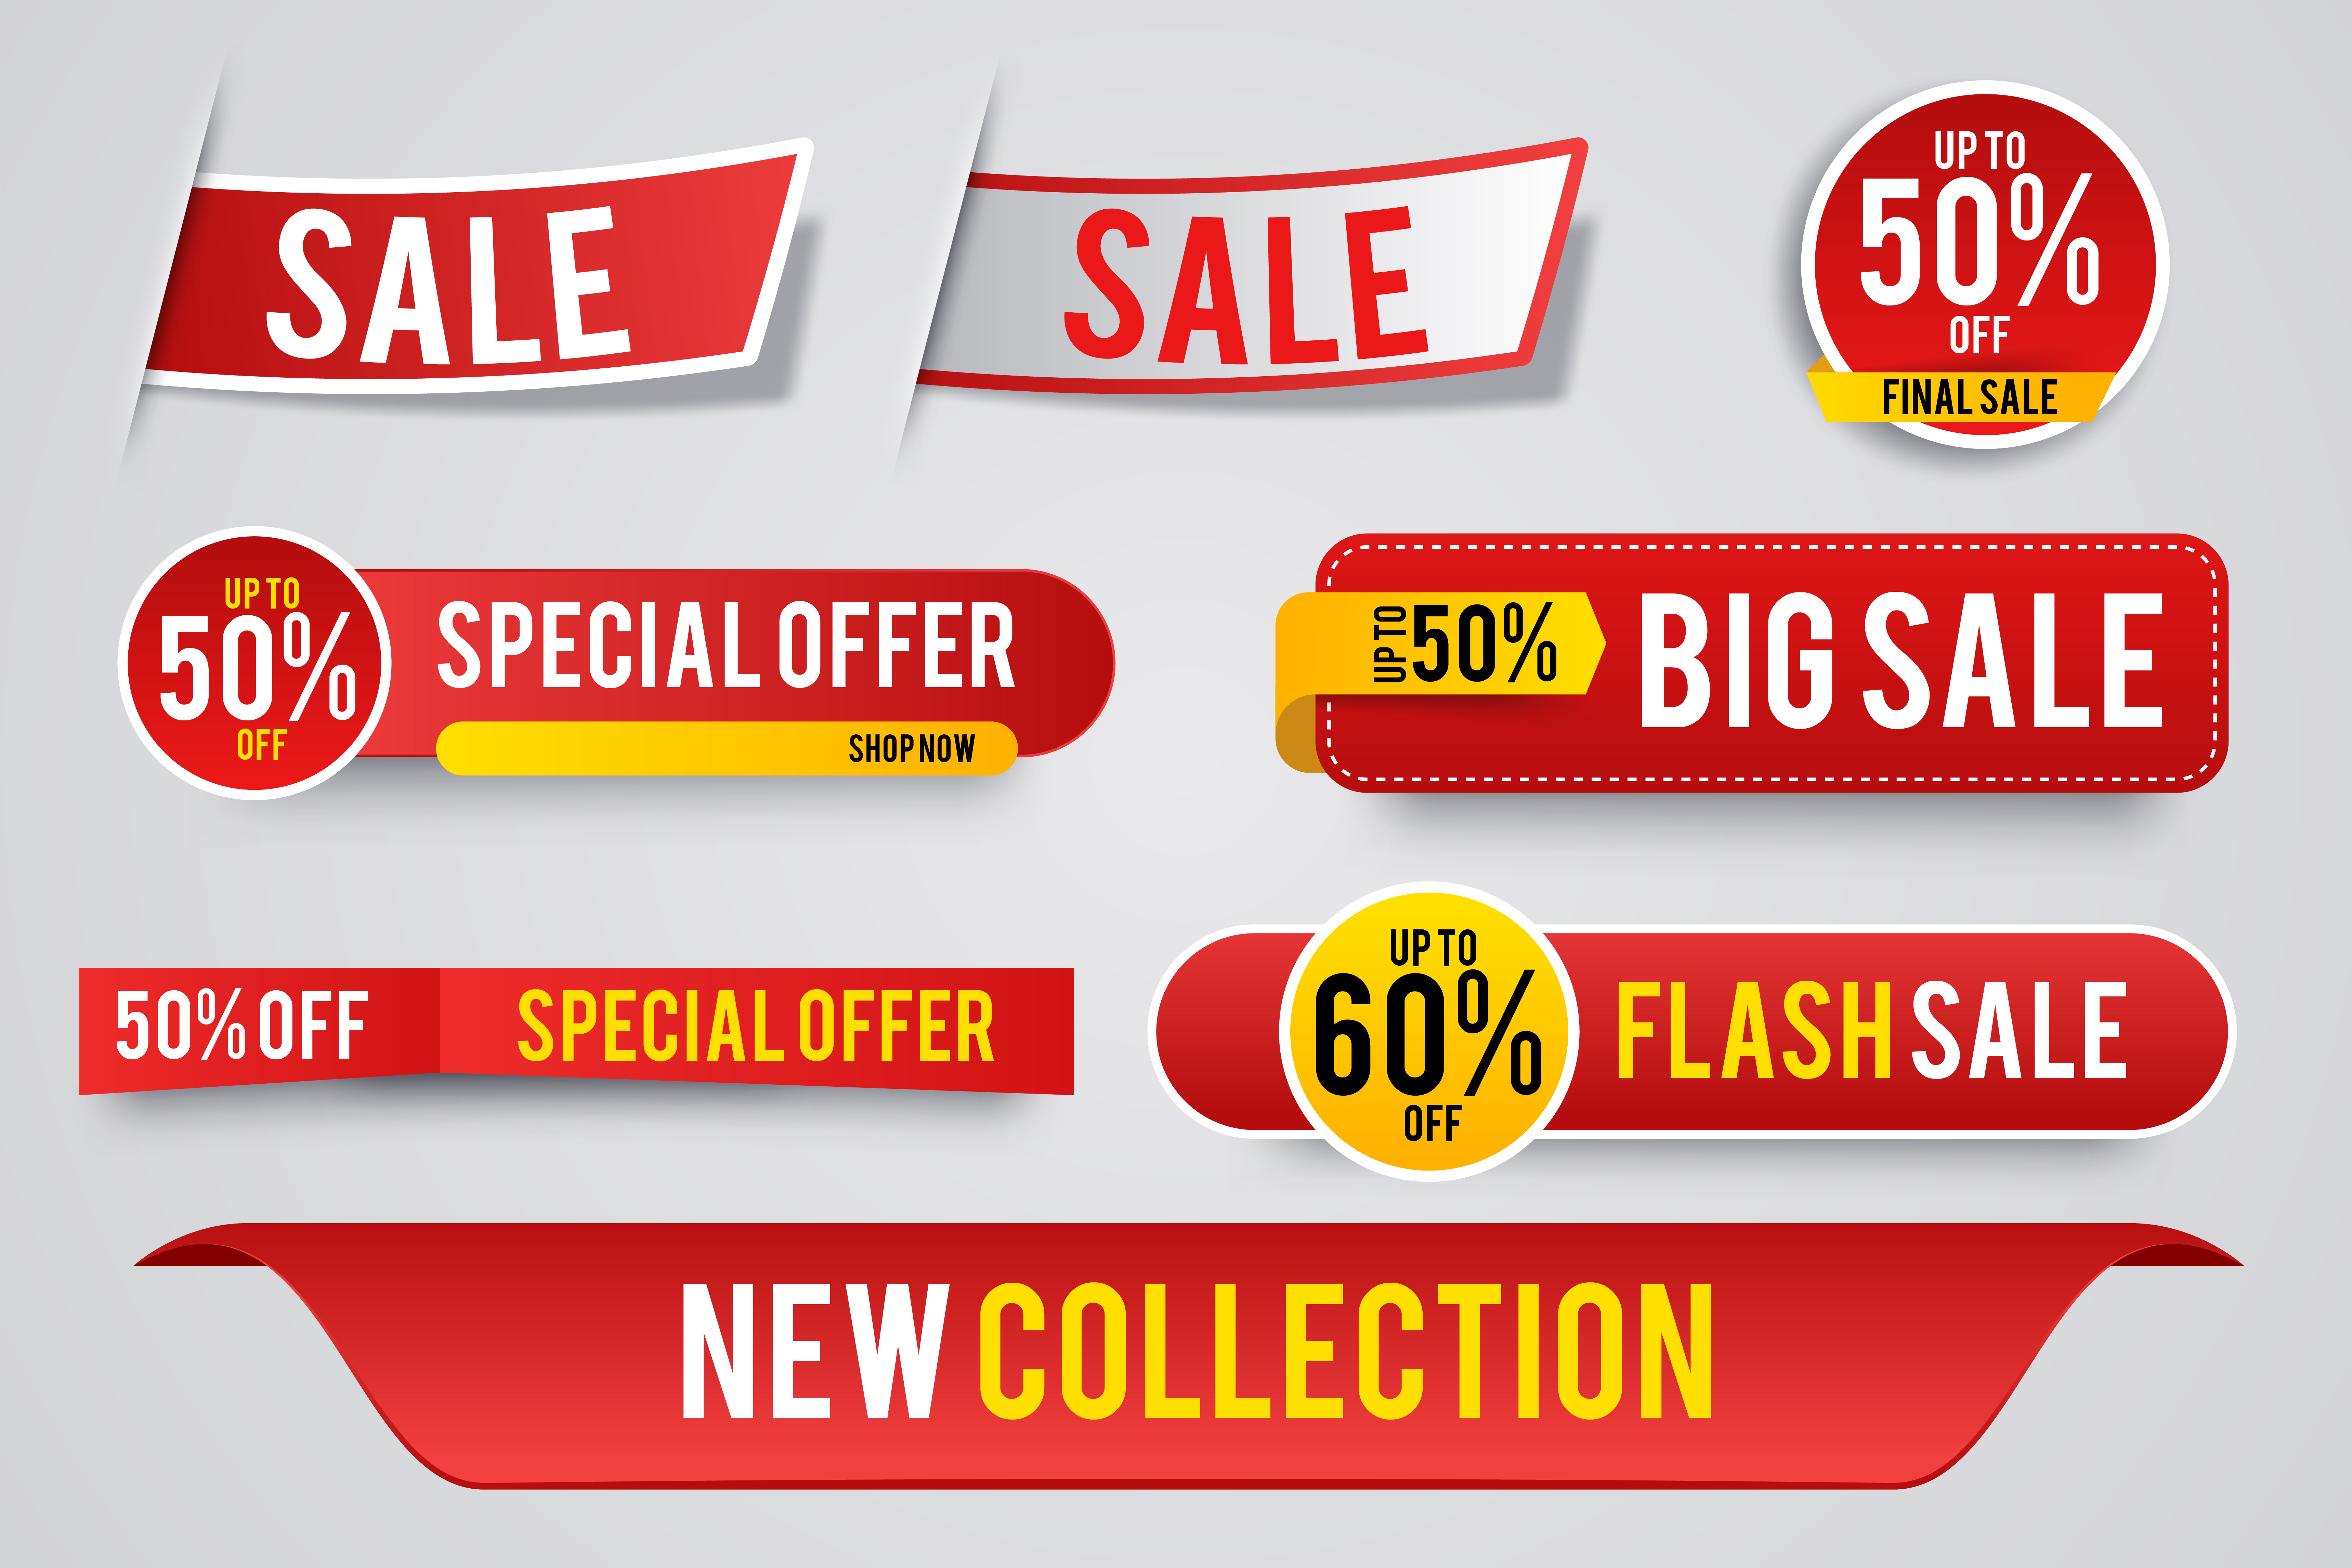 SALE
SALE
UP TO
50%
OFF
FINAL SALE
UP TO
50%
OFF
SPECIAL OFFER
SHOP NOW
UP TO
50%
BIG SALE
50% OFF
SPECIAL OFFER
UP TO
60%
OFF
FLASH SALE
NEW COLLECTION